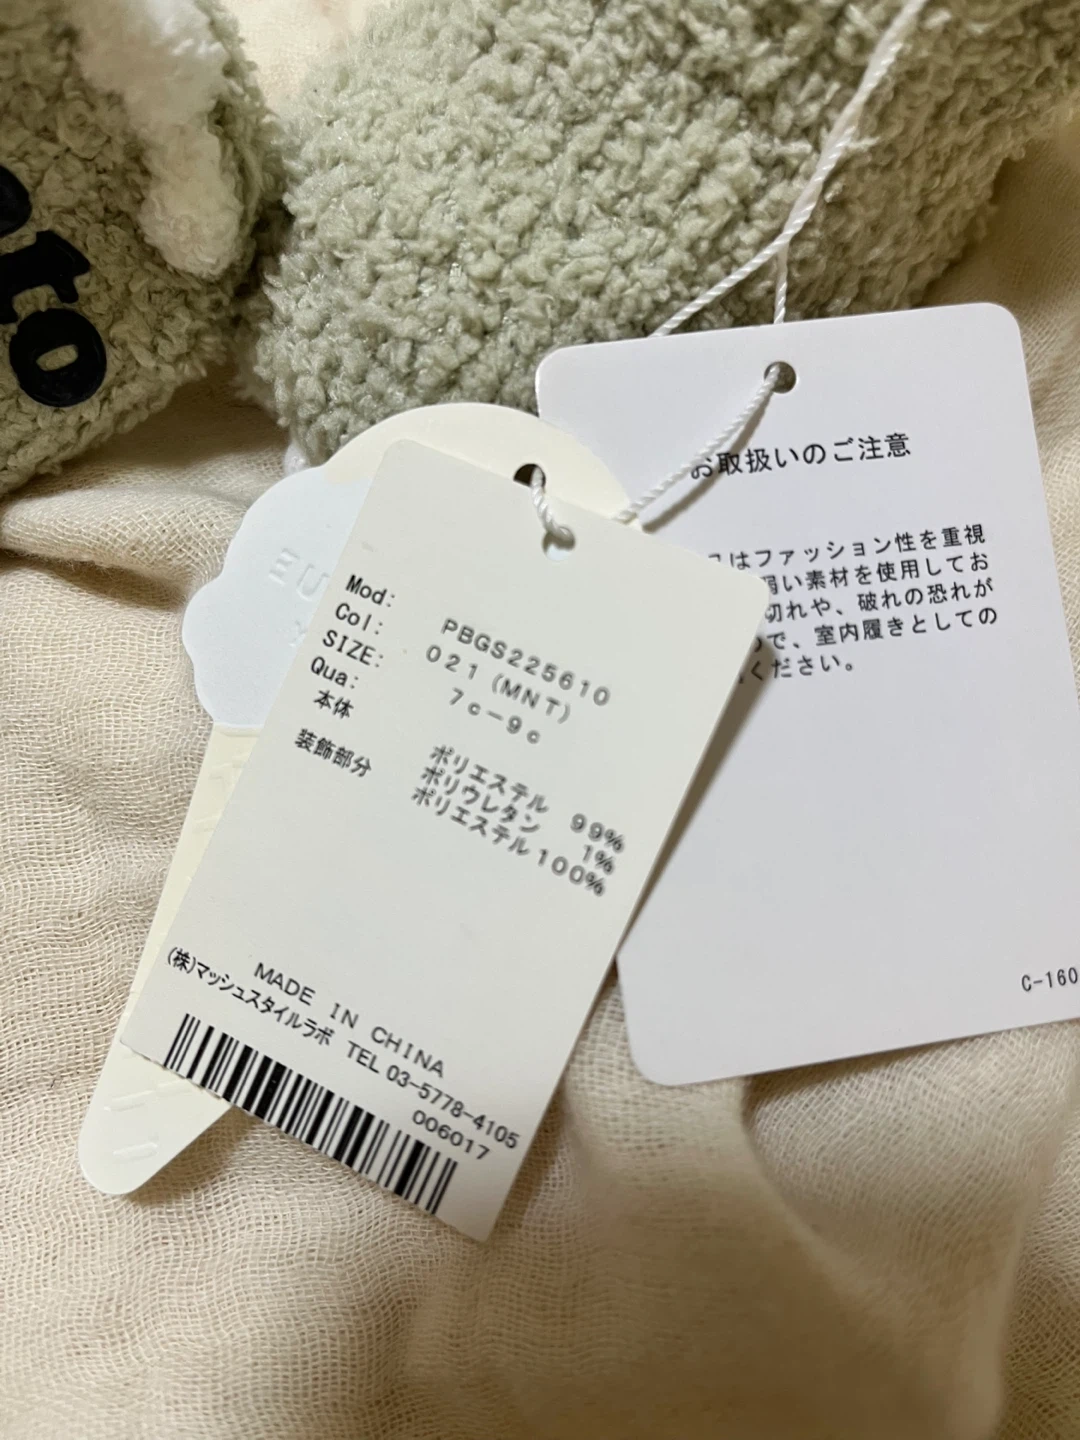 oto
お取扱いのご注意
はファッション性を重視
弱い素材を使用してお
切れや、破れの恐れが
で、室内履きとしての
ください。
C-160
Mod: PBGS225610
Col: 021(MNT)
SIZE: 7c-9c
Qua:
本体 ポリエステル 99%
ポリウレタン 1%
装飾部分 ポリエステル100%
MADE IN CHINA
(株)マッシュスタイルラボ TEL 03-5778-4105
006017